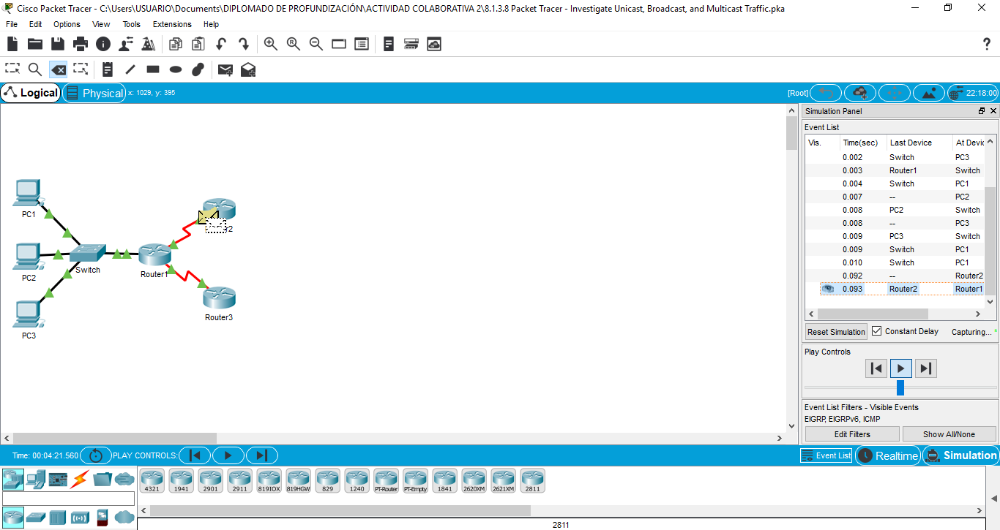 Cisco Packet Tracer - C:\Users\USUARIO\Documents\DIPLOMADO DE PROFUNDIZACIÓN\ACTIVIDAD COLABORATIVA 2\8.1.3.8 Packet Tracer - Investigate Unicast, Broadcast, and Multicast Traffic.pka
File Edit Options View Tools Extensions Help
Logical Physical x: 1029, y: 395 [Root] 22:18:00
PC1
PC2
PC3
Switch
Router1
r2
Router3
Simulation Panel
Event List
Vis. Time(sec) Last Device At Devic
0.002 Switch PC3
0.003 Router1 Switch
0.004 Switch PC1
0.007 -- PC2
0.008 PC2 Switch
0.008 -- PC3
0.009 PC3 Switch
0.009 Switch PC1
0.010 Switch PC1
0.092 -- Router2
0.093 Router2 Router1
Reset Simulation Constant Delay Capturing... *
Play Controls
Event List Filters - Visible Events
EIGRP, EIGRPv6, ICMP
Edit Filters Show All/None
Time: 00:04:21.560 PLAY CONTROLS: Event List Realtime Simulation
4321 1941 2901 2911 819IOX 819HGW 829 1240 PT-Router PT-Empty 1841 2620XM 2621XM 2811
2811